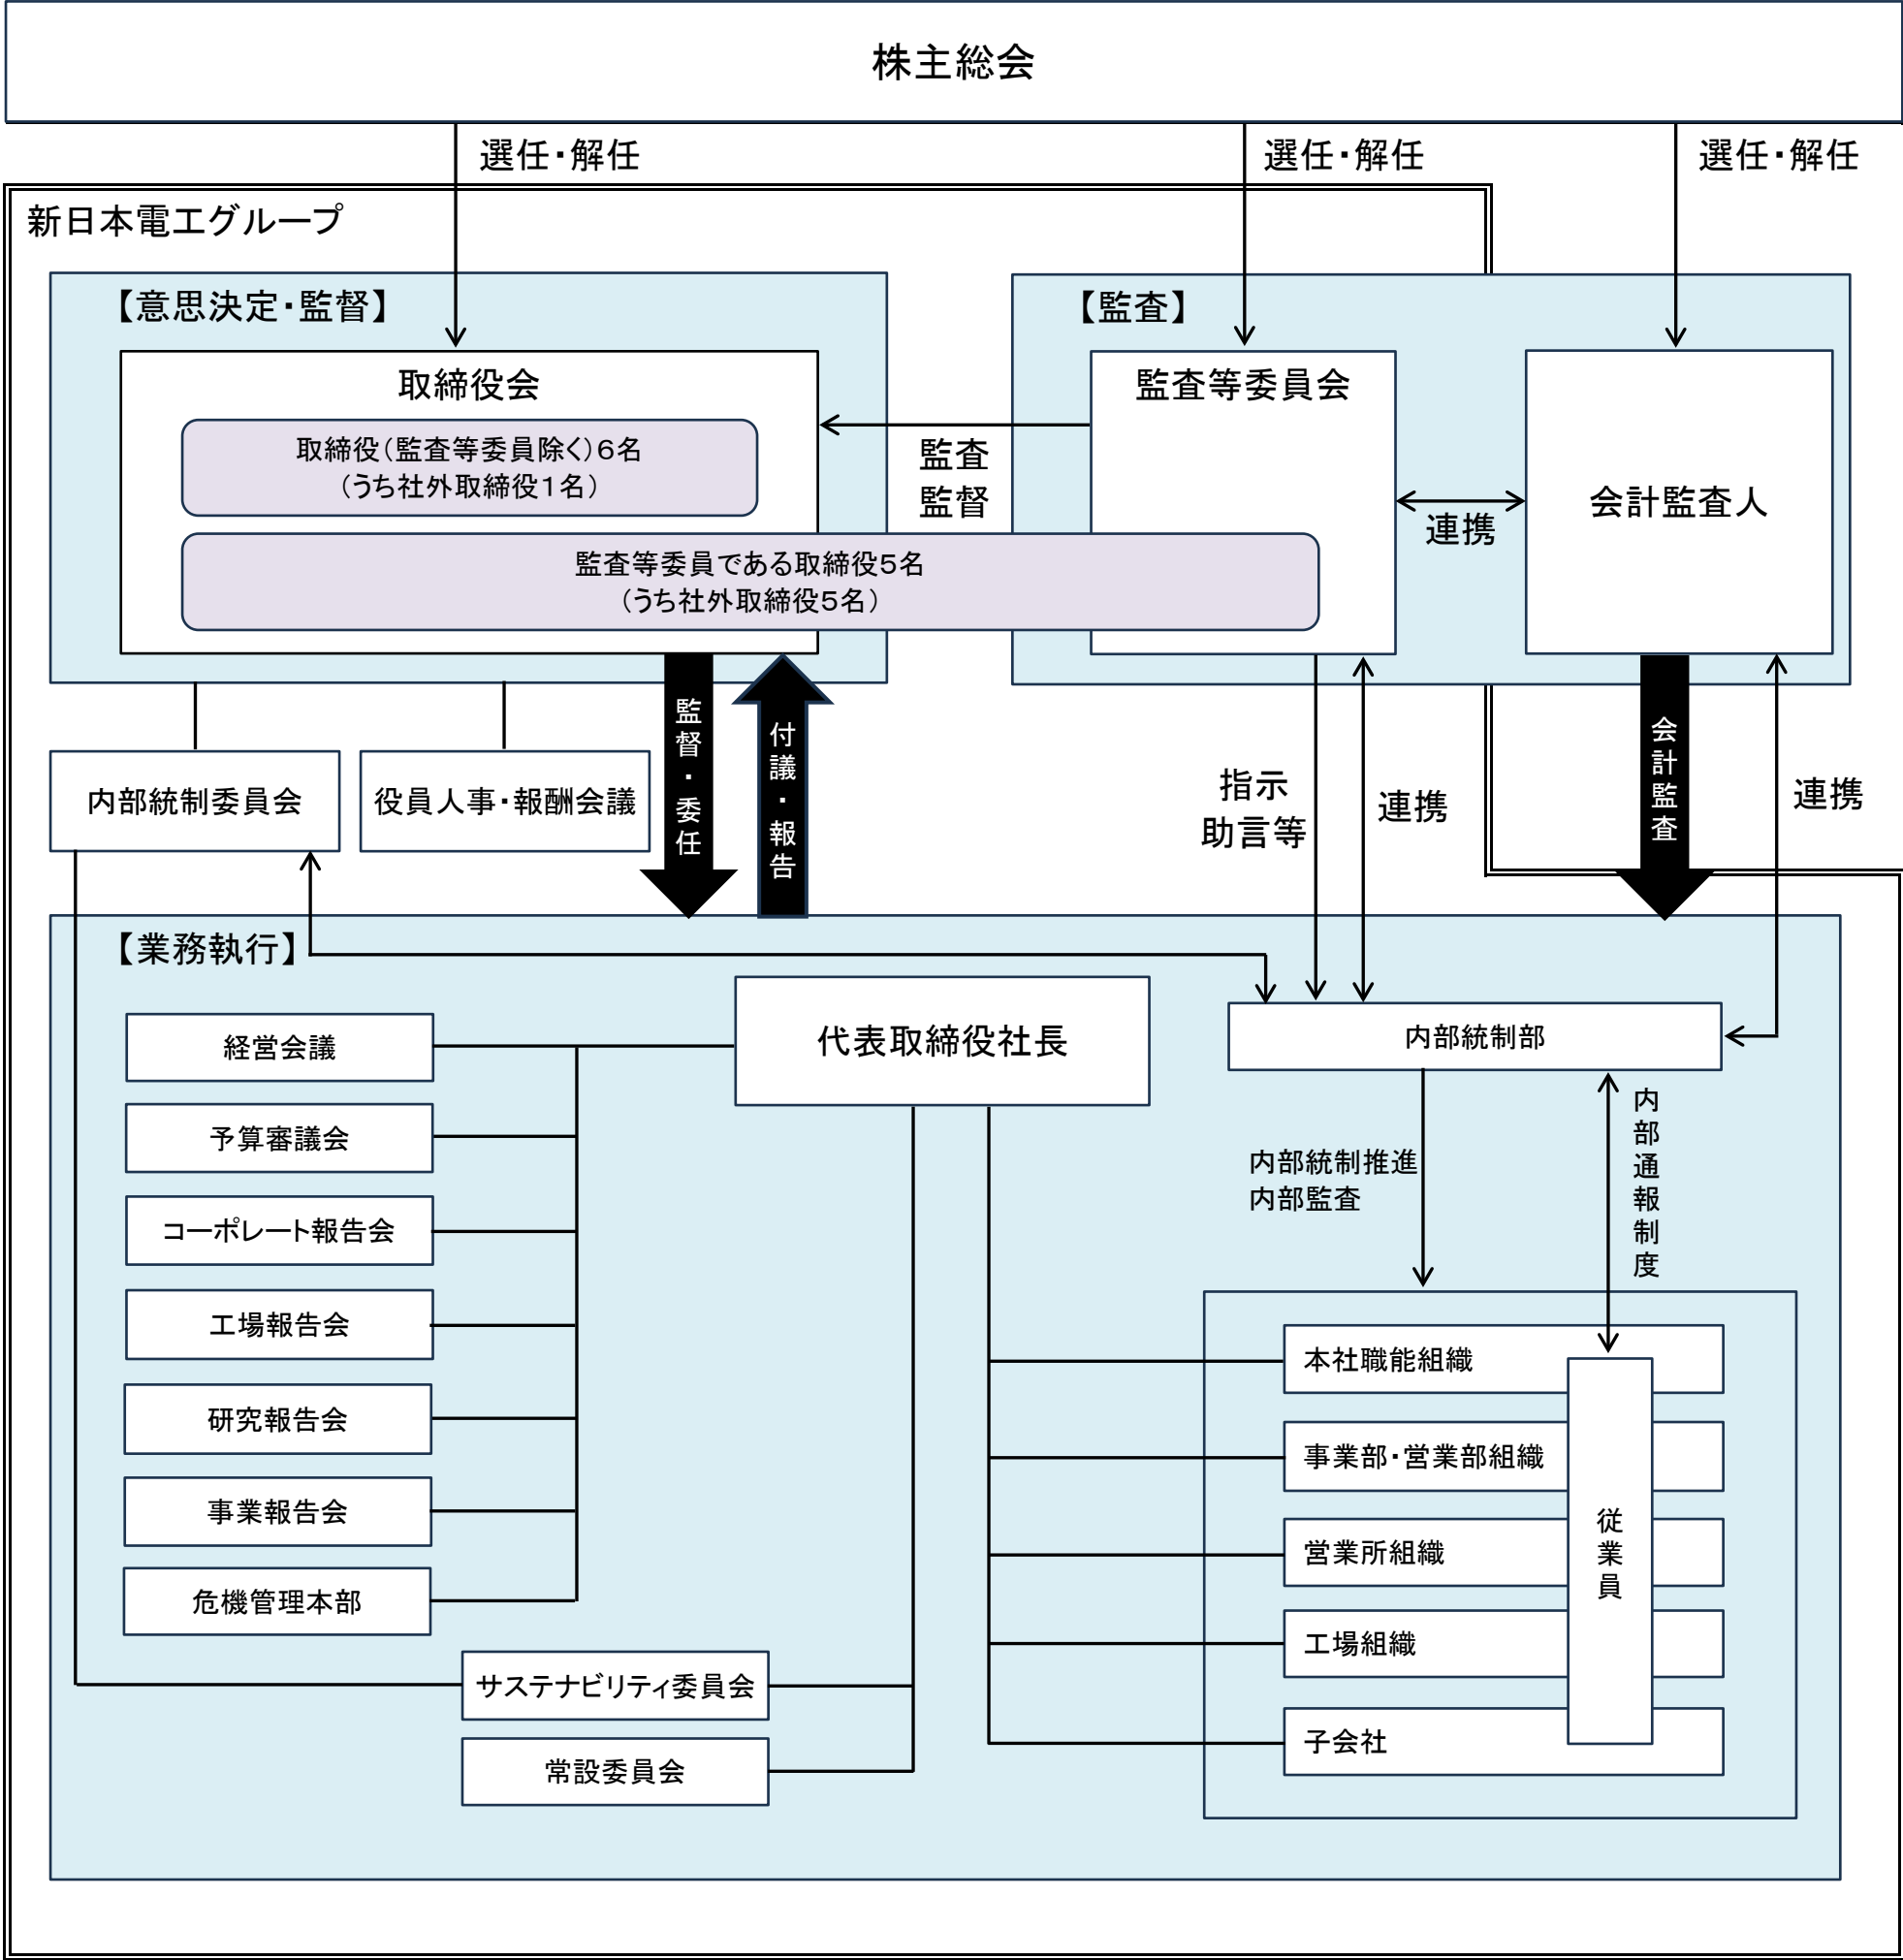 株主総会
選任・解任
選任・解任
選任・解任
新日本電工グループ
【意思決定・監督】
【監査】
取締役会
取締役（監査等委員除く）６名
（うち社外取締役１名）
監査等委員会
監査
監督
連携
会計監査人
監査等委員である取締役５名
（うち社外取締役５名）
監督・委任
付議・報告
内部統制委員会
役員人事・報酬会議
指示
助言等
連携
会計監査
連携
【業務執行】
代表取締役社長
内部統制部
経営会議
予算審議会
コーポレート報告会
工場報告会
研究報告会
事業報告会
危機管理本部
サステナビリティ委員会
常設委員会
内部統制推進
内部監査
内部通報制度
本社職能組織
事業部・営業部組織
営業所組織
工場組織
子会社
従業員